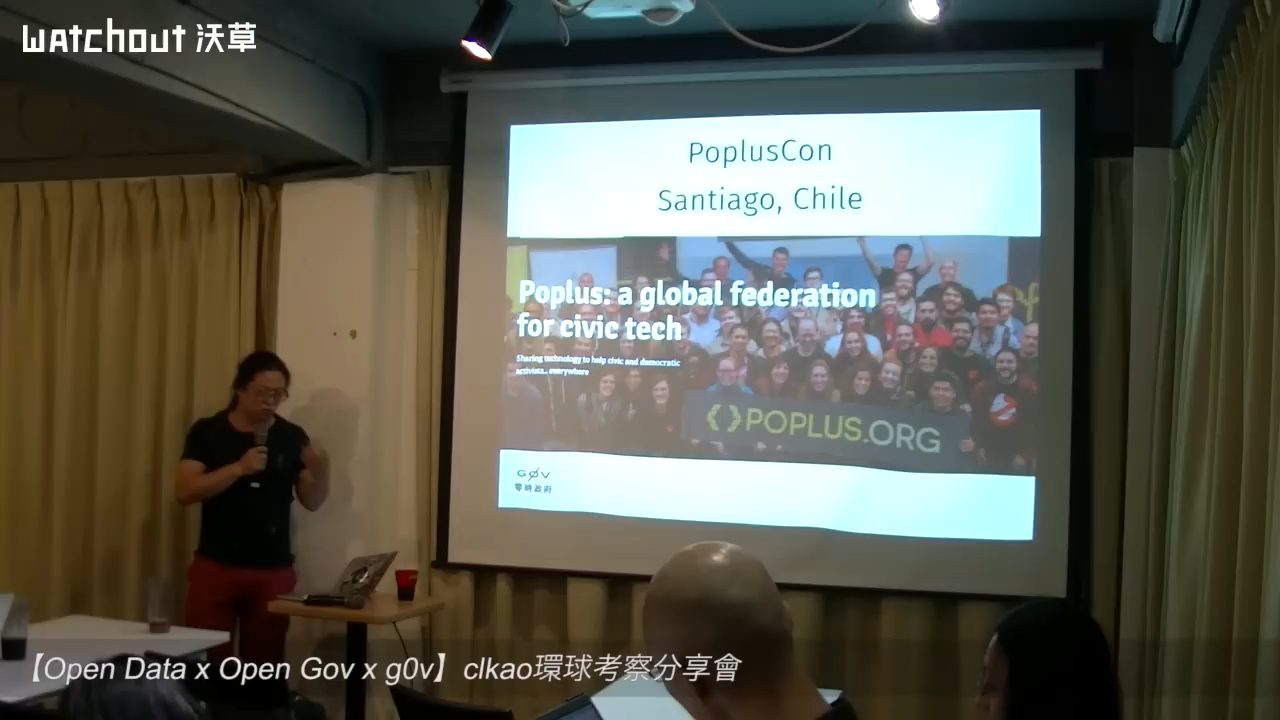 watchout 沃草
PoplusCon
Santiago, Chile
Poplus: a global federation
for civic tech
Sharing technology to help civic and democratic
activists... everywhere
POPLUS.ORG
G0V
零時政府
【Open Data x Open Gov x g0v】clkao環球考察分享會